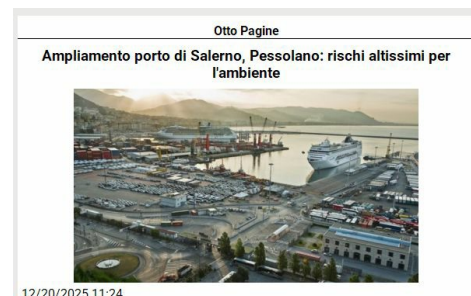 Otto Pagine
Ampliamento porto di Salerno, Pessolano: rischi altissimi per
l'ambiente
12/20/2025 11:24